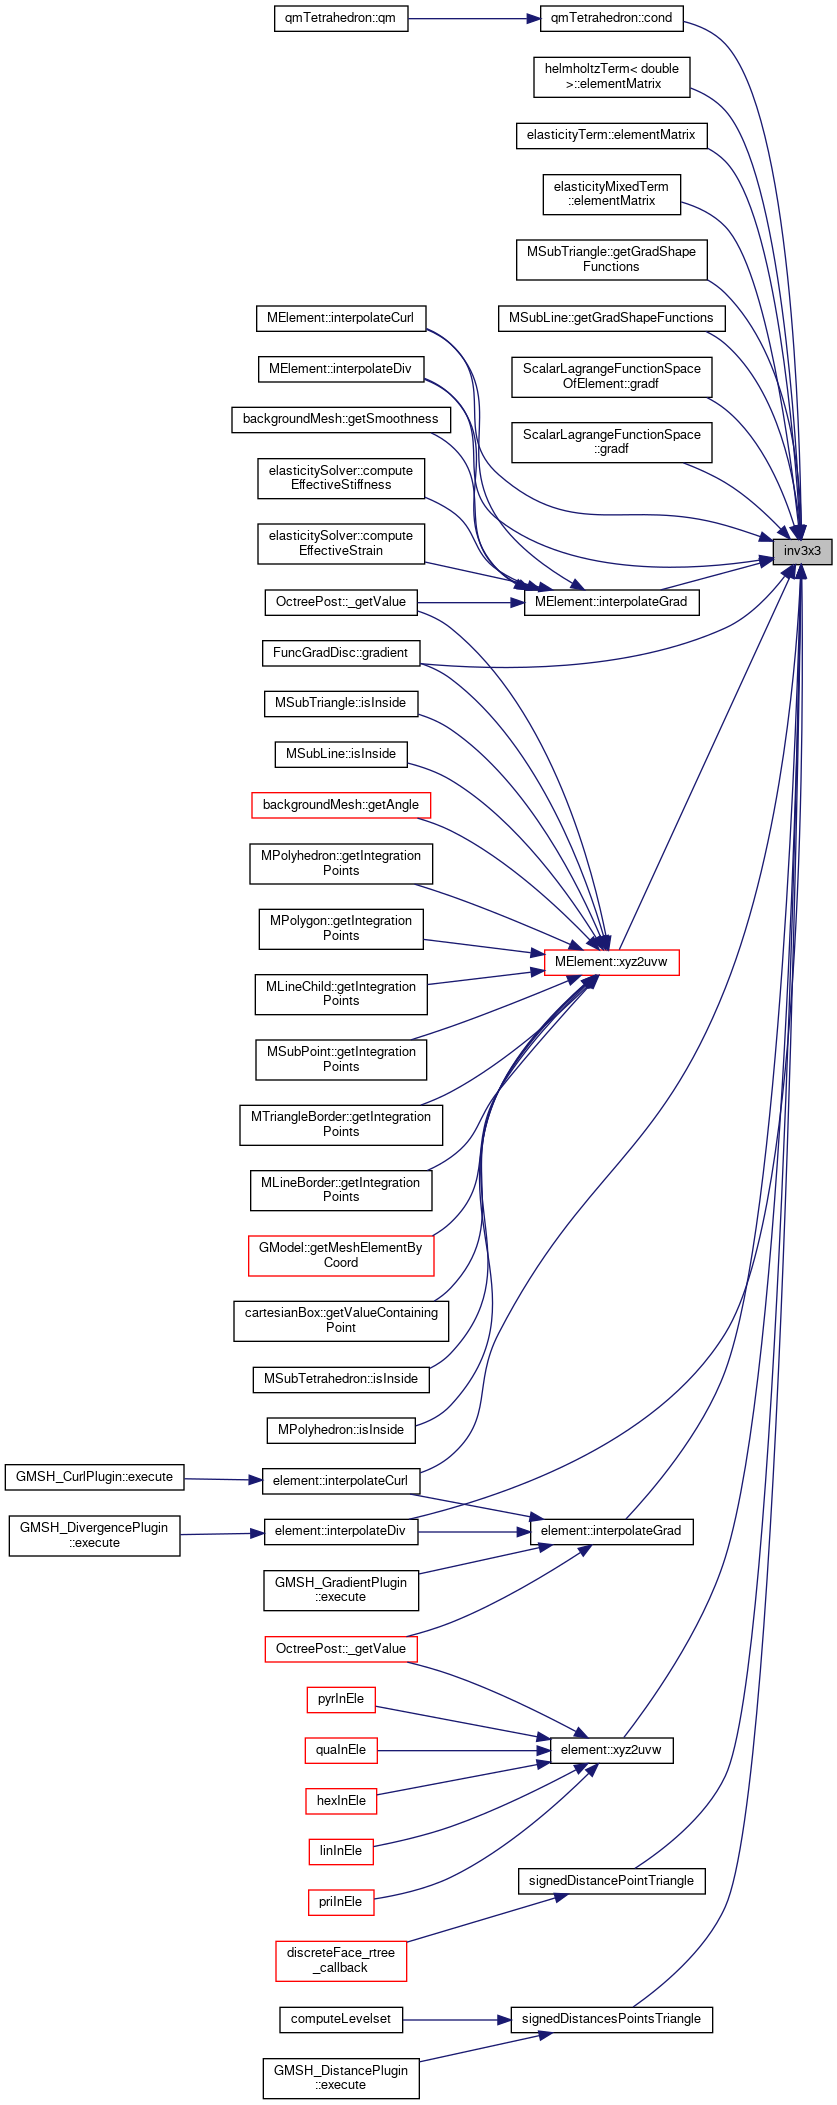 qmTetrahedron::qm
qmTetrahedron::cond
helmholtzTerm< double
>::elementMatrix
elasticityTerm::elementMatrix
elasticityMixedTerm
::elementMatrix
MSubTriangle::getGradShape
Functions
MElement::interpolateCurl
MSubLine::getGradShapeFunctions
MElement::interpolateDiv
ScalarLagrangeFunctionSpace
OfElement::gradf
backgroundMesh::getSmoothness
ScalarLagrangeFunctionSpace
::gradf
elasticitySolver::compute
EffectiveStiffness
elasticitySolver::compute
EffectiveStrain
inv3x3
OctreePost::_getValue
MElement::interpolateGrad
FuncGradDisc::gradient
MSubTriangle::isInside
MSubLine::isInside
backgroundMesh::getAngle
MPolyhedron::getIntegration
Points
MPolygon::getIntegration
Points
MElement::xyz2uvw
MLineChild::getIntegration
Points
MSubPoint::getIntegration
Points
MTriangleBorder::getIntegration
Points
MLineBorder::getIntegration
Points
GModel::getMeshElementBy
Coord
cartesianBox::getValueContaining
Point
MSubTetrahedron::isInside
MPolyhedron::isInside
GMSH_CurlPlugin::execute
element::interpolateCurl
GMSH_DivergencePlugin
::execute
element::interpolateDiv
element::interpolateGrad
GMSH_GradientPlugin
::execute
OctreePost::_getValue
pyrInEle
quaInEle
element::xyz2uvw
hexInEle
linInEle
priInEle
signedDistancePointTriangle
discreteFace_rtree
_callback
computeLevelset
signedDistancesPointsTriangle
GMSH_DistancePlugin
::execute